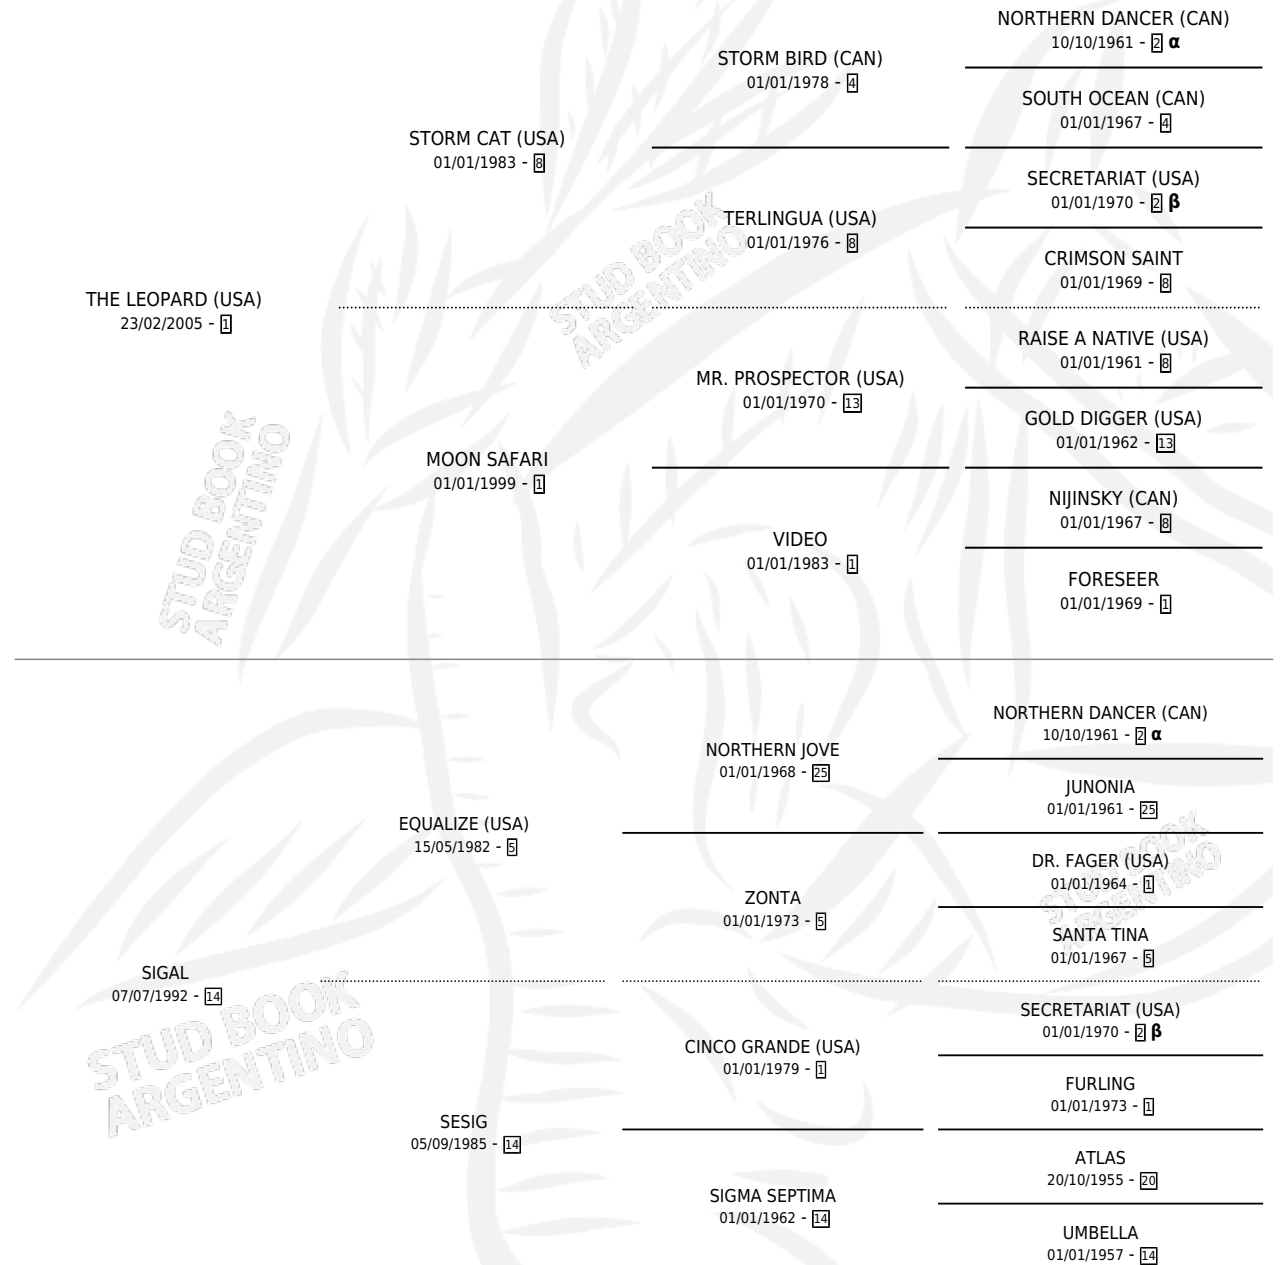 NORTHERN DANCER (CAN)
10/10/1961 - 2 α
STORM BIRD (CAN)
01/01/1978 - 4
SOUTH OCEAN (CAN)
01/01/1967 - 4
STORM CAT (USA)
01/01/1983 - 8
SECRETARIAT (USA)
01/01/1970 - 2 β
TERLINGUA (USA)
01/01/1976 - 8
CRIMSON SAINT
01/01/1969 - 8
THE LEOPARD (USA)
23/02/2005 - 1
RAISE A NATIVE (USA)
01/01/1961 - 8
MR. PROSPECTOR (USA)
01/01/1970 - 13
GOLD DIGGER (USA)
01/01/1962 - 13
MOON SAFARI
01/01/1999 - 1
NIJINSKY (CAN)
01/01/1967 - 8
VIDEO
01/01/1983 - 1
FORESEER
01/01/1969 - 1
NORTHERN DANCER (CAN)
10/10/1961 - 2 α
NORTHERN JOVE
01/01/1968 - 25
JUNONIA
01/01/1961 - 25
EQUALIZE (USA)
15/05/1982 - 5
DR. FAGER (USA)
01/01/1964 - 1
ZONTA
01/01/1973 - 5
SANTA TINA
01/01/1967 - 5
SIGAL
07/07/1992 - 14
SECRETARIAT (USA)
01/01/1970 - 2 β
CINCO GRANDE (USA)
01/01/1979 - 1
FURLING
01/01/1973 - 1
SESIG
05/09/1985 - 14
ATLAS
20/10/1955 - 20
SIGMA SEPTIMA
01/01/1962 - 14
UMBELLA
01/01/1957 - 14
STUD BOOK
ARGENTINO
STUD BOOK
ARGENTINO
STUD BOOK
ARGENTINO
STUD BOOK
ARGENTINO